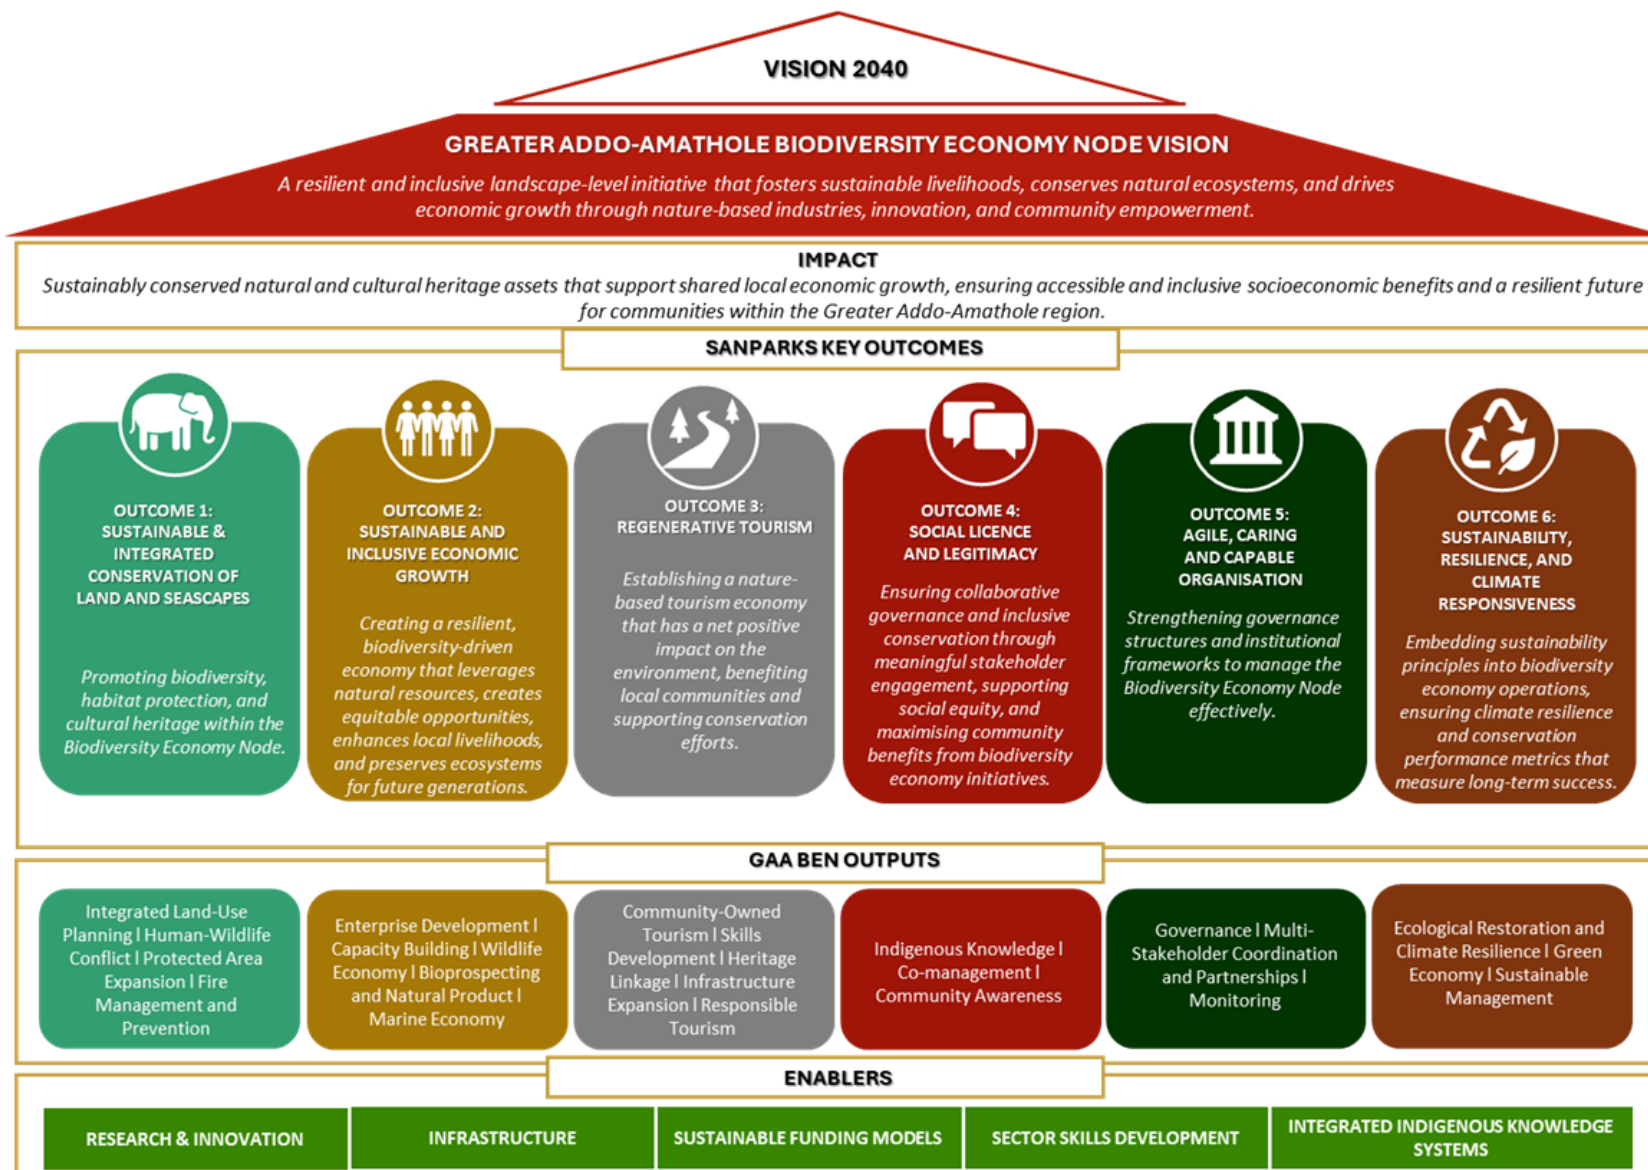 VISION 2040
GREATER ADDO-AMATHOLE BIODIVERSITY ECONOMY NODE VISION
A resilient and inclusive landscape-level initiative that fosters sustainable livelihoods, conserves natural ecosystems, and drives
economic growth through nature-based industries, innovation, and community empowerment.
IMPACT
Sustainably conserved natural and cultural heritage assets that support shared local economic growth, ensuring accessible and inclusive socioeconomic benefits and a resilient future
for communities within the Greater Addo-Amathole region.
SANPARKS KEY OUTCOMES
OUTCOME 1:
SUSTAINABLE &
INTEGRATED
CONSERVATION OF
LAND AND SEASCAPES
Promoting biodiversity,
habitat protection, and
cultural heritage within the
Biodiversity Economy Node.
OUTCOME 2:
SUSTAINABLE AND
INCLUSIVE ECONOMIC
GROWTH
Creating a resilient,
biodiversity-driven
economy that leverages
natural resources, creates
equitable opportunities,
enhances local livelihoods,
and preserves ecosystems
for future generations.
OUTCOME 3:
REGENERATIVE TOURISM
Establishing a nature-
based tourism economy
that has a net positive
impact on the
environment, benefiting
local communities and
supporting conservation
efforts.
OUTCOME 4:
SOCIAL LICENCE
AND LEGITIMACY
Ensuring collaborative
governance and inclusive
conservation through
meaningful stakeholder
engagement, supporting
social equity, and
maximising community
benefits from biodiversity
economy initiatives.
OUTCOME 5:
AGILE, CARING
AND CAPABLE
ORGANISATION
Strengthening governance
structures and institutional
frameworks to manage the
Biodiversity Economy Node
effectively.
OUTCOME 6:
SUSTAINABILITY,
RESILIENCE, AND
CLIMATE
RESPONSIVENESS
Embedding sustainability
principles into biodiversity
economy operations,
ensuring climate resilience
and conservation
performance metrics that
measure long-term success.
GAA BEN OUTPUTS
Integrated Land-Use
Planning l Human-Wildlife
Conflict l Protected Area
Expansion l Fire
Management and
Prevention
Enterprise Development l
Capacity Building l Wildlife
Economy l Bioprospecting
and Natural Product l
Marine Economy
Community-Owned
Tourism l Skills
Development l Heritage
Linkage l Infrastructure
Expansion l Responsible
Tourism
Indigenous Knowledge l
Co-management l
Community Awareness
Governance l Multi-
Stakeholder Coordination
and Partnerships l
Monitoring
Ecological Restoration and
Climate Resilience l Green
Economy l Sustainable
Management
ENABLERS
RESEARCH & INNOVATION
INFRASTRUCTURE
SUSTAINABLE FUNDING MODELS
SECTOR SKILLS DEVELOPMENT
INTEGRATED INDIGENOUS KNOWLEDGE
SYSTEMS